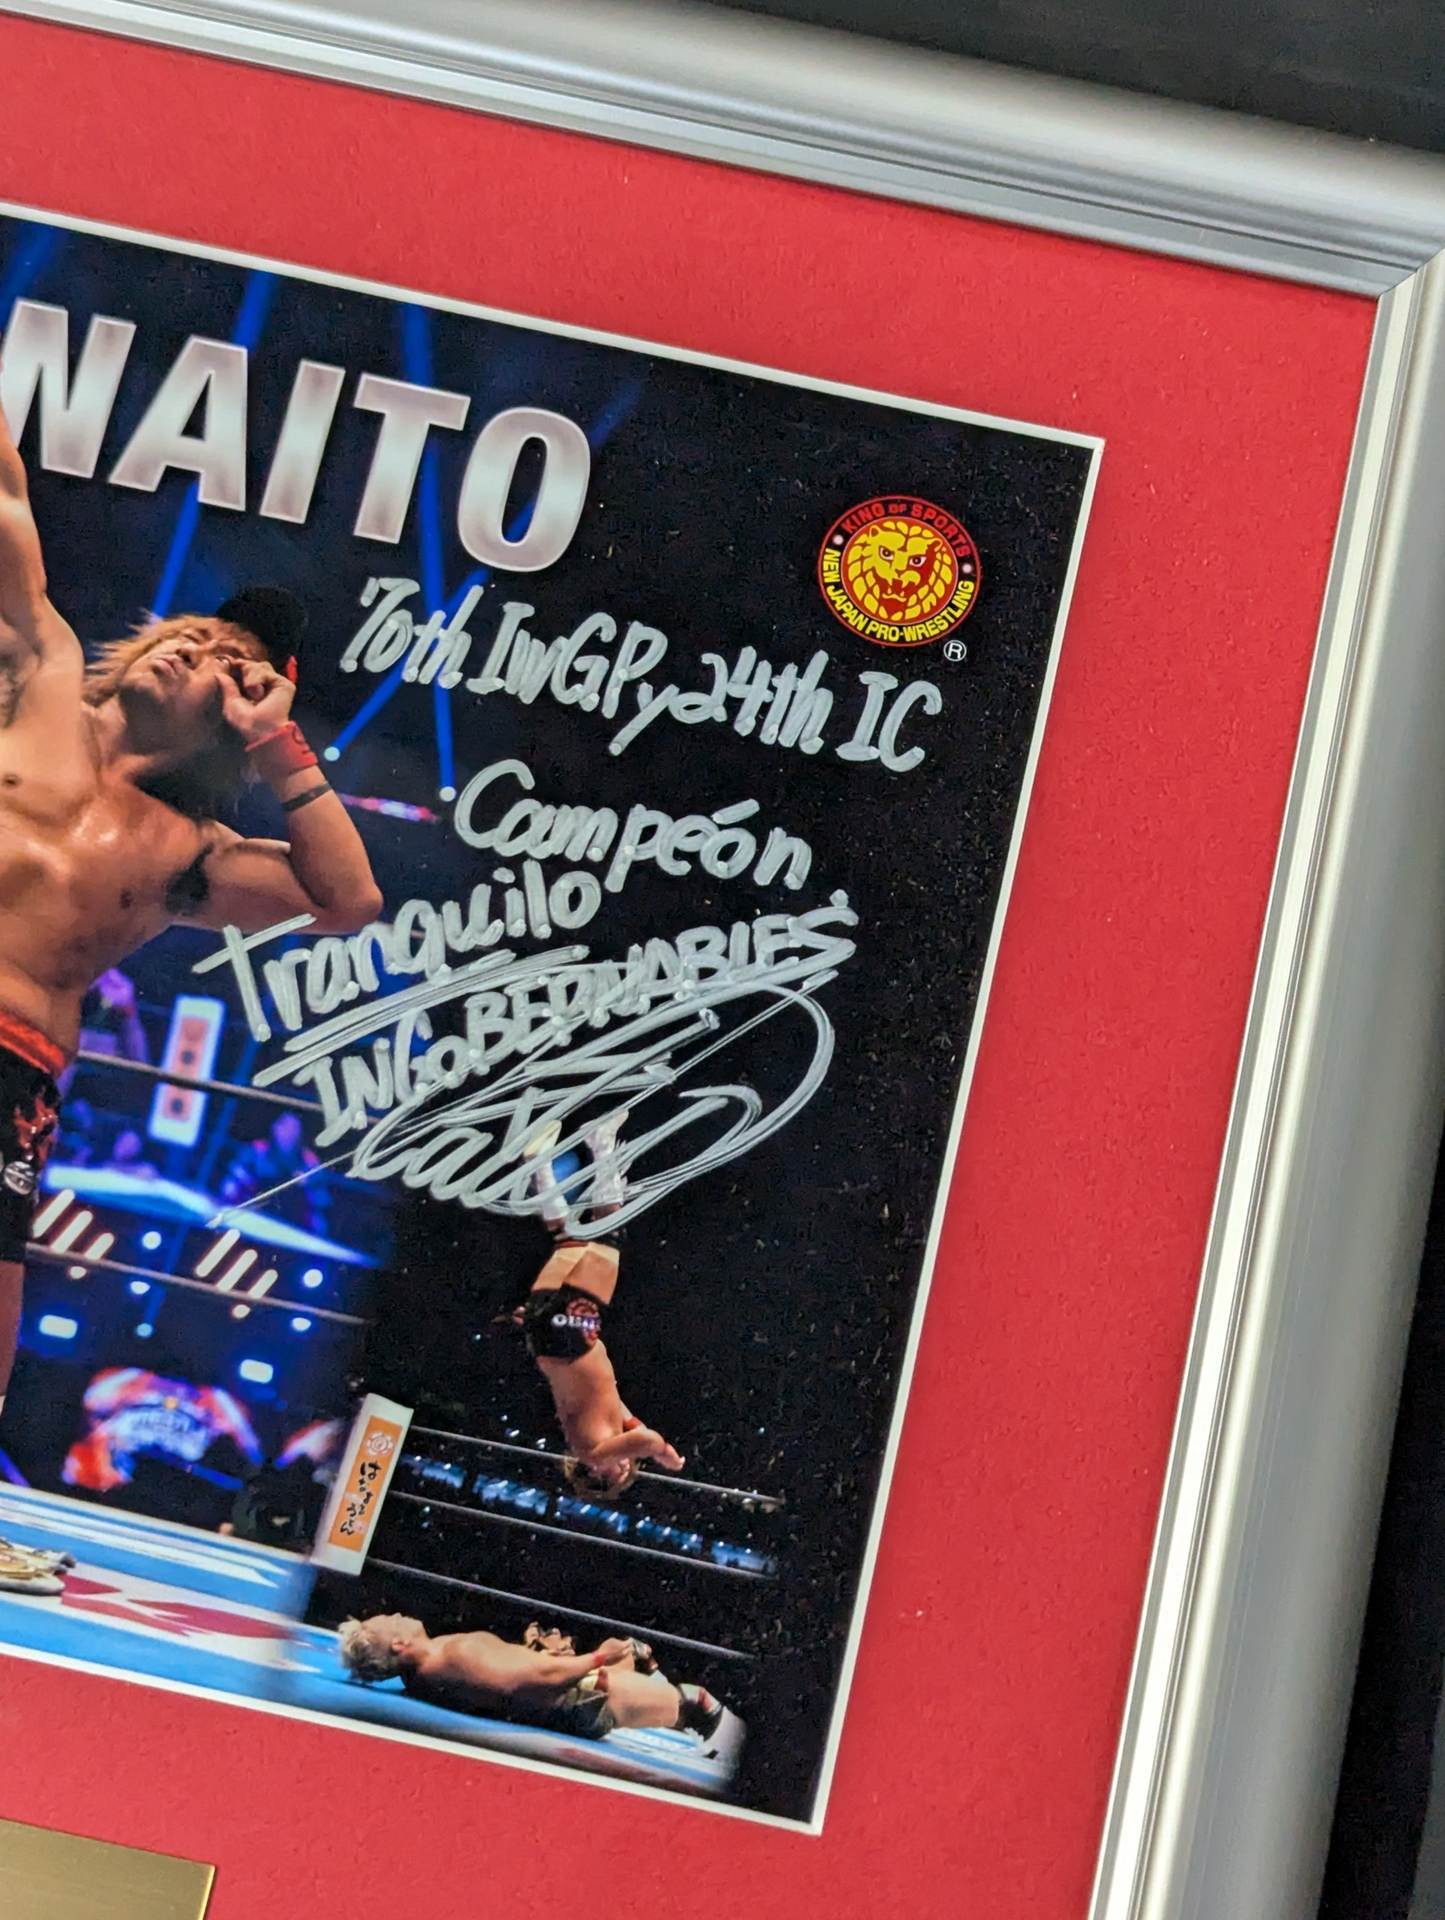 NAITO
KING OF SPORTS
NEW JAPAN PRO-WRESTLING
®
70th IWGP y 24th IC
Campeón.
Tranquilo
INGOBERNABLES